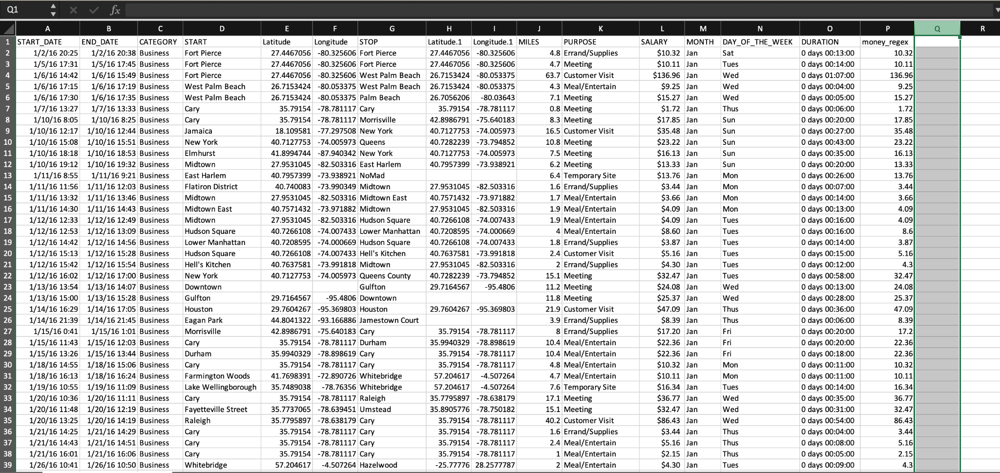 Q1 fx
A B C D E F G H I J K L M N O P Q R
1 START_DATE END_DATE CATEGORY START Latitude Longitude STOP Latitude.1 Longitude.1 MILES PURPOSE SALARY MONTH DAY_OF_THE_WEEK DURATION money_regex
2 1/2/16 20:25 1/2/16 20:38 Business Fort Pierce 27.4467056 -80.325606 Fort Pierce 27.4467056 -80.325606 4.8 Errand/Supplies $10.32 Jan Sat 0 days 00:13:00 10.32
3 1/5/16 17:31 1/5/16 17:45 Business Fort Pierce 27.4467056 -80.325606 Fort Pierce 27.4467056 -80.325606 4.7 Meeting $10.11 Jan Tues 0 days 00:14:00 10.11
4 1/6/16 14:42 1/6/16 15:49 Business Fort Pierce 27.4467056 -80.325606 West Palm Beach 26.7153424 -80.053375 63.7 Customer Visit $136.96 Jan Wed 0 days 01:07:00 136.96
5 1/6/16 17:15 1/6/16 17:19 Business West Palm Beach 26.7153424 -80.053375 West Palm Beach 26.7153424 -80.053375 4.3 Meal/Entertain $9.25 Jan Wed 0 days 00:04:00 9.25
6 1/6/16 17:30 1/6/16 17:35 Business West Palm Beach 26.7153424 -80.053375 Palm Beach 26.7056206 -80.03643 7.1 Meeting $15.27 Jan Wed 0 days 00:05:00 15.27
7 1/7/16 13:27 1/7/16 13:33 Business Cary 35.79154 -78.781117 Cary 35.79154 -78.781117 0.8 Meeting $1.72 Jan Thus 0 days 00:06:00 1.72
8 1/10/16 8:05 1/10/16 8:25 Business Cary 35.79154 -78.781117 Morrisville 42.8986791 -75.640183 8.3 Meeting $17.85 Jan Sun 0 days 00:20:00 17.85
9 1/10/16 12:17 1/10/16 12:44 Business Jamaica 18.109581 -77.297508 New York 40.7127753 -74.005973 16.5 Customer Visit $35.48 Jan Sun 0 days 00:27:00 35.48
10 1/10/16 15:08 1/10/16 15:51 Business New York 40.7127753 -74.005973 Queens 40.7282239 -73.794852 10.8 Meeting $23.22 Jan Sun 0 days 00:43:00 23.22
11 1/10/16 18:18 1/10/16 18:53 Business Elmhurst 41.8994744 -87.940342 New York 40.7127753 -74.005973 7.5 Meeting $16.13 Jan Sun 0 days 00:35:00 16.13
12 1/10/16 19:12 1/10/16 19:32 Business Midtown 27.9531045 -82.503316 East Harlem 40.7957399 -73.938921 6.2 Meeting $13.33 Jan Sun 0 days 00:20:00 13.33
13 1/11/16 8:55 1/11/16 9:21 Business East Harlem 40.7957399 -73.938921 NoMad 6.4 Temporary Site $13.76 Jan Mon 0 days 00:26:00 13.76
14 1/11/16 11:56 1/11/16 12:03 Business Flatiron District 40.740083 -73.990349 Midtown 27.9531045 -82.503316 1.6 Errand/Supplies $3.44 Jan Mon 0 days 00:07:00 3.44
15 1/11/16 13:32 1/11/16 13:46 Business Midtown 27.9531045 -82.503316 Midtown East 40.7571432 -73.971882 1.7 Meal/Entertain $3.66 Jan Mon 0 days 00:14:00 3.66
16 1/11/16 14:30 1/11/16 14:43 Business Midtown East 40.7571432 -73.971882 Midtown 27.9531045 -82.503316 1.9 Meal/Entertain $4.09 Jan Mon 0 days 00:13:00 4.09
17 1/12/16 12:33 1/12/16 12:49 Business Midtown 27.9531045 -82.503316 Hudson Square 40.7266108 -74.007433 1.9 Meal/Entertain $4.09 Jan Tues 0 days 00:16:00 4.09
18 1/12/16 12:53 1/12/16 13:09 Business Hudson Square 40.7266108 -74.007433 Lower Manhattan 40.7208595 -74.000669 4 Meal/Entertain $8.60 Jan Tues 0 days 00:16:00 8.6
19 1/12/16 14:42 1/12/16 14:56 Business Lower Manhattan 40.7208595 -74.000669 Hudson Square 40.7266108 -74.007433 1.8 Errand/Supplies $3.87 Jan Tues 0 days 00:14:00 3.87
20 1/12/16 15:13 1/12/16 15:28 Business Hudson Square 40.7266108 -74.007433 Hell's Kitchen 40.7637581 -73.991818 2.4 Customer Visit $5.16 Jan Tues 0 days 00:15:00 5.16
21 1/12/16 15:42 1/12/16 15:54 Business Hell's Kitchen 40.7637581 -73.991818 Midtown 27.9531045 -82.503316 2 Errand/Supplies $4.30 Jan Tues 0 days 00:12:00 4.3
22 1/12/16 16:02 1/12/16 17:00 Business New York 40.7127753 -74.005973 Queens County 40.7282239 -73.794852 15.1 Meeting $32.47 Jan Tues 0 days 00:58:00 32.47
23 1/13/16 13:54 1/13/16 14:07 Business Downtown Gulfton 29.7164567 -95.4806 11.2 Meeting $24.08 Jan Wed 0 days 00:13:00 24.08
24 1/13/16 15:00 1/13/16 15:28 Business Gulfton 29.7164567 -95.4806 Downtown 11.8 Meeting $25.37 Jan Wed 0 days 00:28:00 25.37
25 1/14/16 16:29 1/14/16 17:05 Business Houston 29.7604267 -95.369803 Houston 29.7604267 -95.369803 21.9 Customer Visit $47.09 Jan Thus 0 days 00:36:00 47.09
26 1/14/16 21:39 1/14/16 21:45 Business Eagan Park 44.8041322 -93.166886 Jamestown Court 3.9 Errand/Supplies $8.39 Jan Thus 0 days 00:06:00 8.39
27 1/15/16 0:41 1/15/16 1:01 Business Morrisville 42.8986791 -75.640183 Cary 35.79154 -78.781117 8 Errand/Supplies $17.20 Jan Fri 0 days 00:20:00 17.2
28 1/15/16 11:43 1/15/16 12:03 Business Cary 35.79154 -78.781117 Durham 35.9940329 -78.898619 10.4 Meal/Entertain $22.36 Jan Fri 0 days 00:20:00 22.36
29 1/15/16 13:26 1/15/16 13:44 Business Durham 35.9940329 -78.898619 Cary 35.79154 -78.781117 10.4 Meal/Entertain $22.36 Jan Fri 0 days 00:18:00 22.36
30 1/18/16 14:55 1/18/16 15:06 Business Cary 35.79154 -78.781117 Cary 35.79154 -78.781117 4.8 Meal/Entertain $10.32 Jan Mon 0 days 00:11:00 10.32
31 1/18/16 16:13 1/18/16 16:24 Business Farmington Woods 41.7698391 -72.890726 Whitebridge 57.204617 -4.507264 4.7 Meal/Entertain $10.11 Jan Mon 0 days 00:11:00 10.11
32 1/19/16 10:55 1/19/16 11:09 Business Lake Wellingborough 35.7489038 -78.76356 Whitebridge 57.204617 -4.507264 7.6 Temporary Site $16.34 Jan Tues 0 days 00:14:00 16.34
33 1/20/16 10:36 1/20/16 11:11 Business Cary 35.79154 -78.781117 Raleigh 35.7795897 -78.638179 17.1 Meeting $36.77 Jan Wed 0 days 00:35:00 36.77
34 1/20/16 11:48 1/20/16 12:19 Business Fayetteville Street 35.7737065 -78.639451 Umstead 35.8905776 -78.750182 15.1 Meeting $32.47 Jan Wed 0 days 00:31:00 32.47
35 1/20/16 13:25 1/20/16 14:19 Business Raleigh 35.7795897 -78.638179 Cary 35.79154 -78.781117 40.2 Customer Visit $86.43 Jan Wed 0 days 00:54:00 86.43
36 1/21/16 14:25 1/21/16 14:29 Business Cary 35.79154 -78.781117 Cary 35.79154 -78.781117 1.6 Errand/Supplies $3.44 Jan Thus 0 days 00:04:00 3.44
37 1/21/16 14:43 1/21/16 14:51 Business Cary 35.79154 -78.781117 Cary 35.79154 -78.781117 2.4 Meal/Entertain $5.16 Jan Thus 0 days 00:08:00 5.16
38 1/21/16 16:01 1/21/16 16:06 Business Cary 35.79154 -78.781117 Cary 35.79154 -78.781117 1 Meal/Entertain $2.15 Jan Thus 0 days 00:05:00 2.15
39 1/26/16 10:41 1/26/16 10:50 Business Whitebridge 57.204617 -4.507264 Hazelwood -25.77776 28.2577787 2 Meal/Entertain $4.30 Jan Tues 0 days 00:09:00 4.3